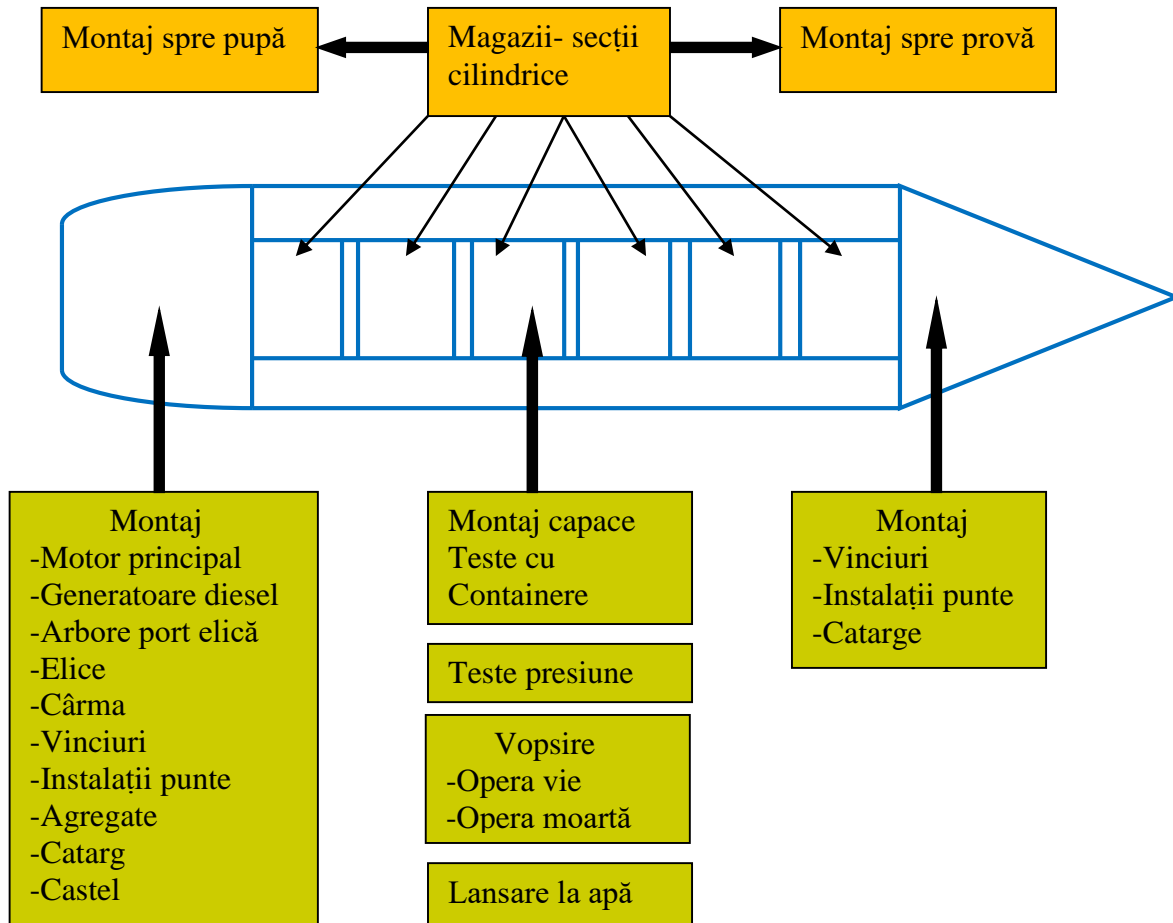 Montaj spre pupă
Magazii- secții
cilindrice
Montaj spre provă
Montaj
-Motor principal
-Generatoare diesel
-Arbore port elică
-Elice
-Cârma
-Vinciuri
-Instalații punte
-Agregate
-Catarg
-Castel
Montaj capace
Teste cu
Containere
Teste presiune
Vopsire
-Opera vie
-Opera moartă
Lansare la apă
Montaj
-Vinciuri
-Instalații punte
-Catarge